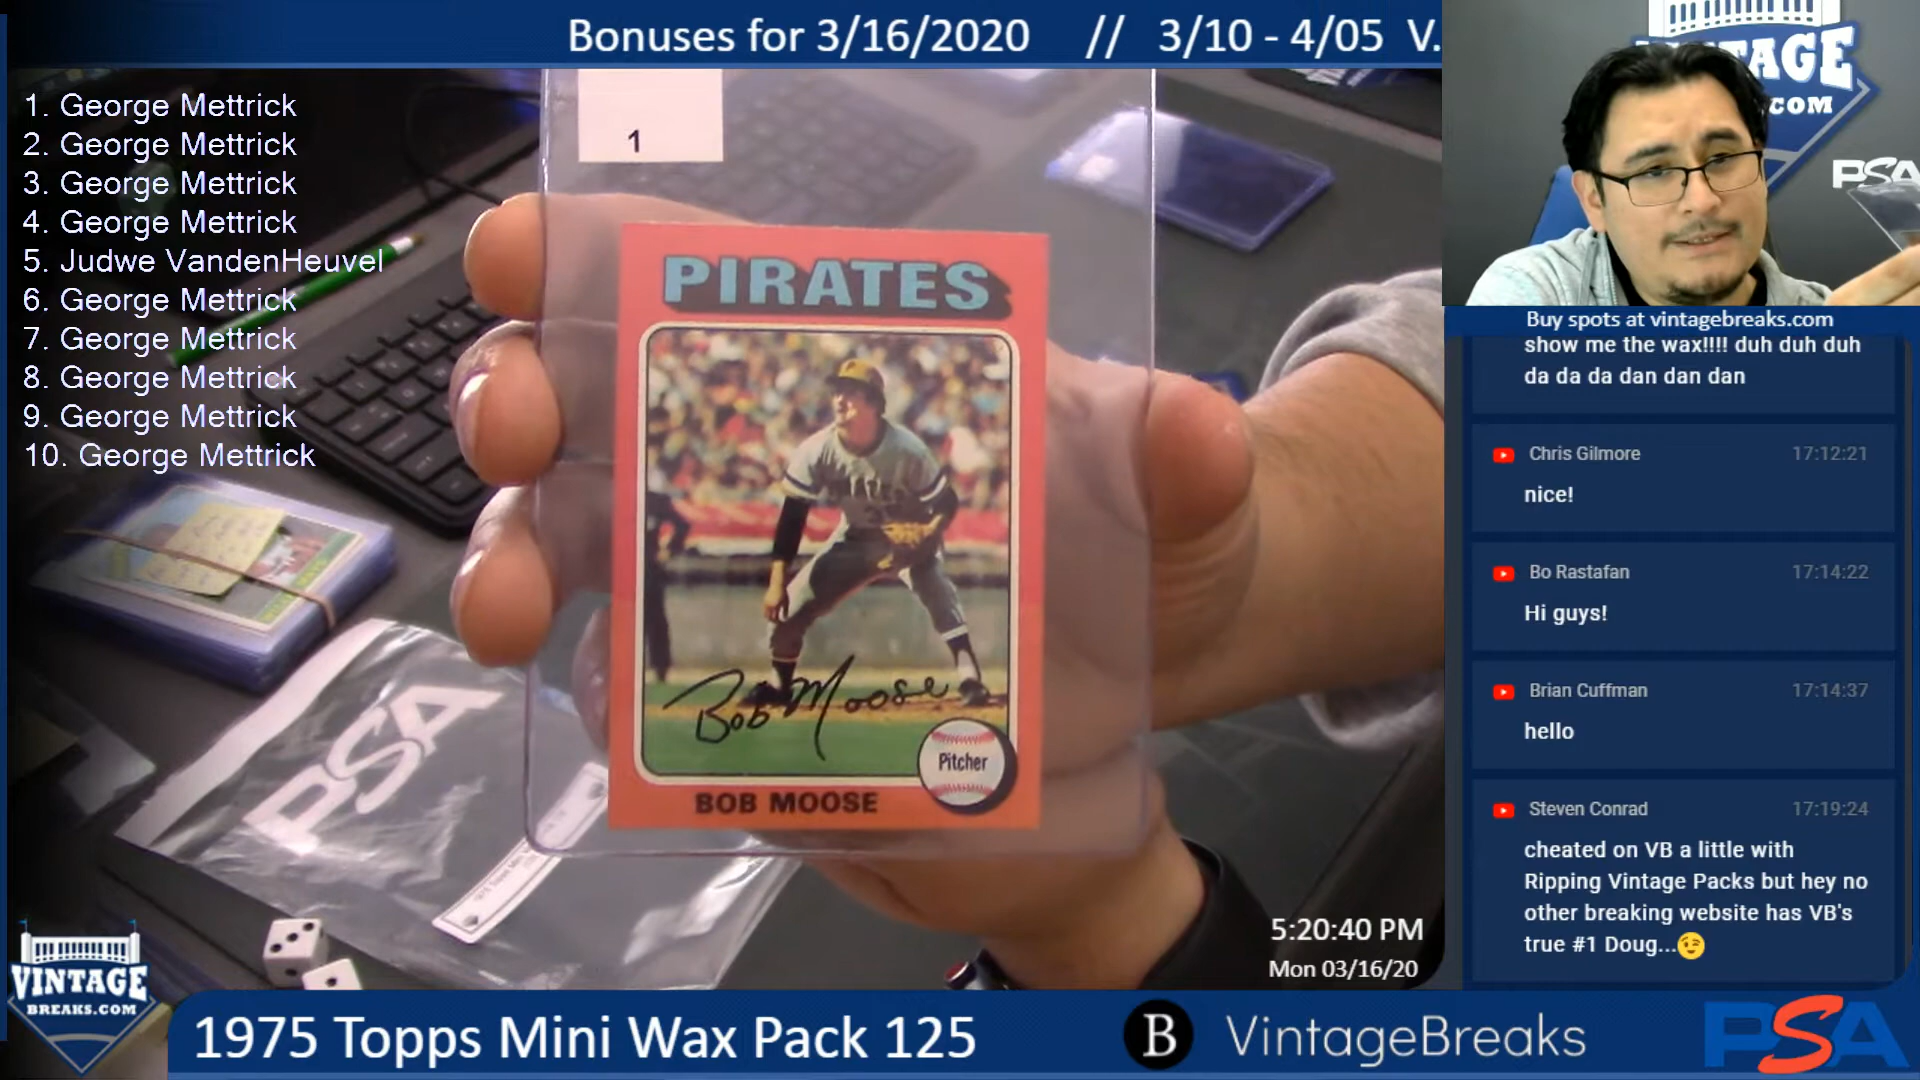 Bonuses for 3/16/2020 // 3/10 - 4/05 V.
1. George Mettrick
2. George Mettrick
3. George Mettrick
4. George Mettrick
5. Judwe VandenHeuvel
6. George Mettrick
7. George Mettrick
8. George Mettrick
9. George Mettrick
10. George Mettrick
1
PIRATES
Bob Moose
Pitcher
BOB MOOSE
PSA
5:20:40 PM
Mon 03/16/20
TAGE
.COM
PSA
Buy spots at vintagebreaks.com
show me the wax!!!! duh duh duh
da da da dan dan dan
Chris Gilmore 17:12:21
nice!
Bo Rastafan 17:14:22
Hi guys!
Brian Cuffman 17:14:37
hello
Steven Conrad 17:19:24
cheated on VB a little with
Ripping Vintage Packs but hey no
other breaking website has VB's
true #1 Doug...😉
VINTAGE
BREAKS.COM
1975 Topps Mini Wax Pack 125
B VintageBreaks
PSA